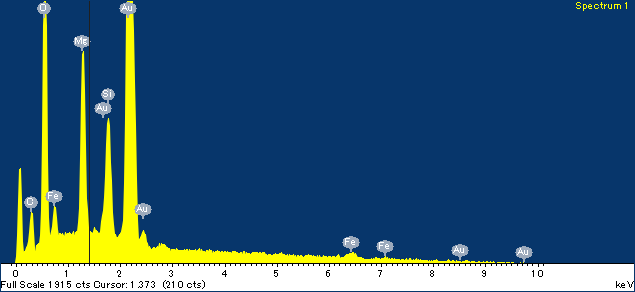 Spectrum 1
O Au
Mg
Si
Au
O Fe Au
Fe Fe Au Au
0 1 2 3 4 5 6 7 8 9 10
Full Scale 1915 cts Cursor: 1.373 (210 cts) keV